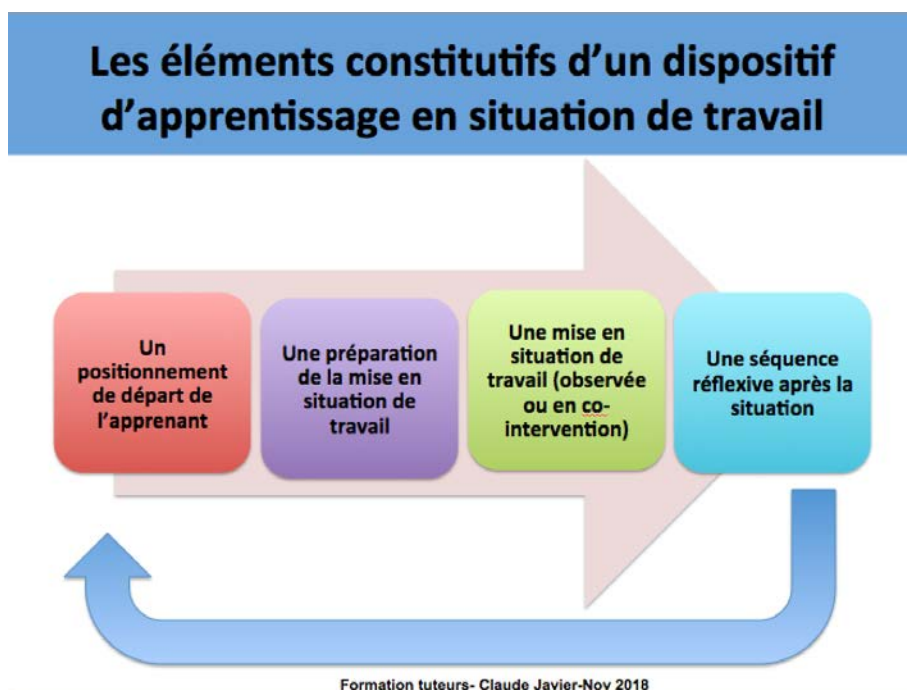 Les éléments constitutifs d’un dispositif
d’apprentissage en situation de travail
Un
positionnement
de départ de
l’apprenant
Une préparation
de la mise en
situation de
travail
Une mise en
situation de
travail (observée
ou en co-
intervention)
Une séquence
réflexive après la
situation
Formation tuteurs- Claude Javier-Nov 2018